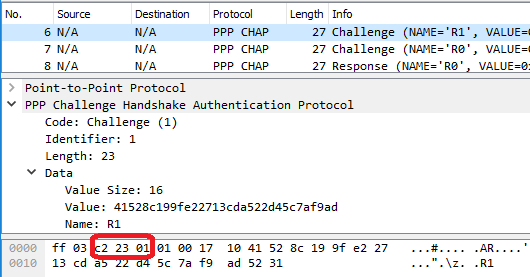 No. Source Destination Protocol Length Info
6 N/A N/A PPP CHAP 27 Challenge (NAME='R1', VALUE=
7 N/A N/A PPP CHAP 27 Challenge (NAME='R0', VALUE=
8 N/A N/A PPP CHAP 27 Response (NAME='R0', VALUE=0
Point-to-Point Protocol
PPP Challenge Handshake Authentication Protocol
Code: Challenge (1)
Identifier: 1
Length: 23
Data
Value Size: 16
Value: 41528c199fe22713cda522d45c7af9ad
Name: R1
0000 ff 03 c2 23 01 01 00 17 10 41 52 8c 19 9f e2 27 ...#.... .AR....'
0010 13 cd a5 22 d4 5c 7a f9 ad 52 31 ...".\z. .R1